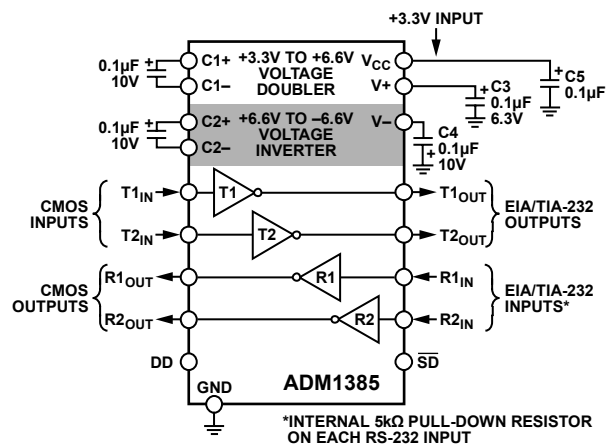 +3.3V INPUT
0.1µF
10V
+
C1+
C1–
+3.3V TO +6.6V
VOLTAGE
DOUBLER
VCC
V+
+
C3
0.1µF
6.3V
+
C5
0.1µF
0.1µF
10V
+
C2+
C2–
+6.6V TO –6.6V
VOLTAGE
INVERTER
V–
C4
0.1µF
10V
+
CMOS
INPUTS
T1IN
T1
T1OUT
T2IN
T2
T2OUT
EIA/TIA-232
OUTPUTS
CMOS
OUTPUTS
R1OUT
R1
R1IN
R2OUT
R2
R2IN
EIA/TIA-232
INPUTS*
DD
SD
GND
ADM1385
*INTERNAL 5kΩ PULL-DOWN RESISTOR
ON EACH RS-232 INPUT